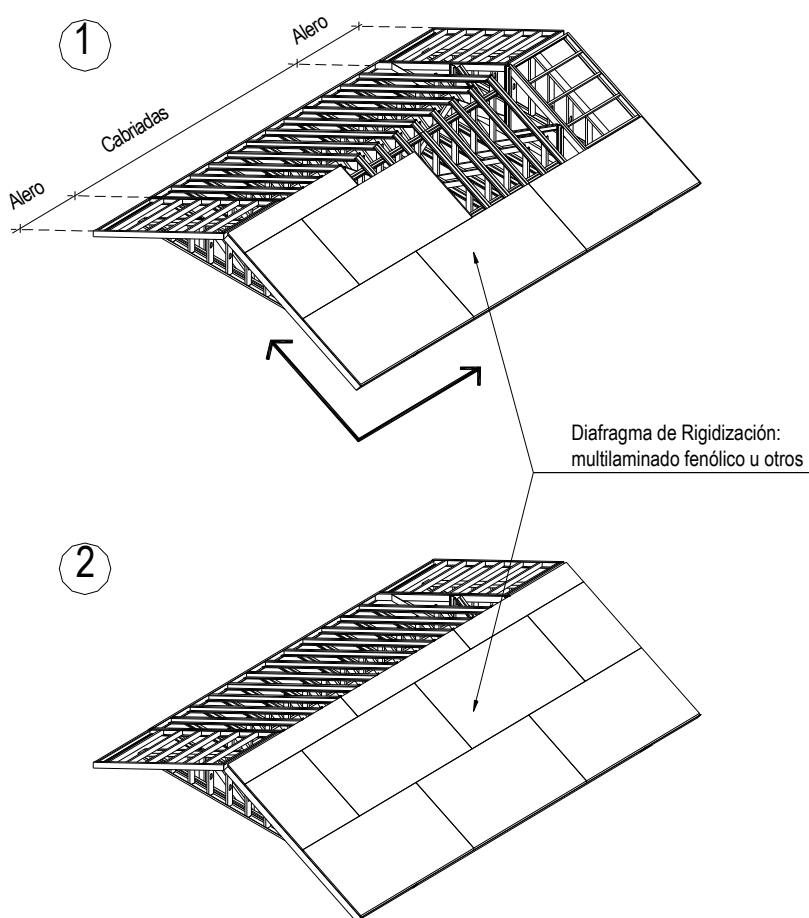 1
Alero
Cabriadas
Alero
Diafragma de Rigidización:
multilaminado fenólico u otros
2